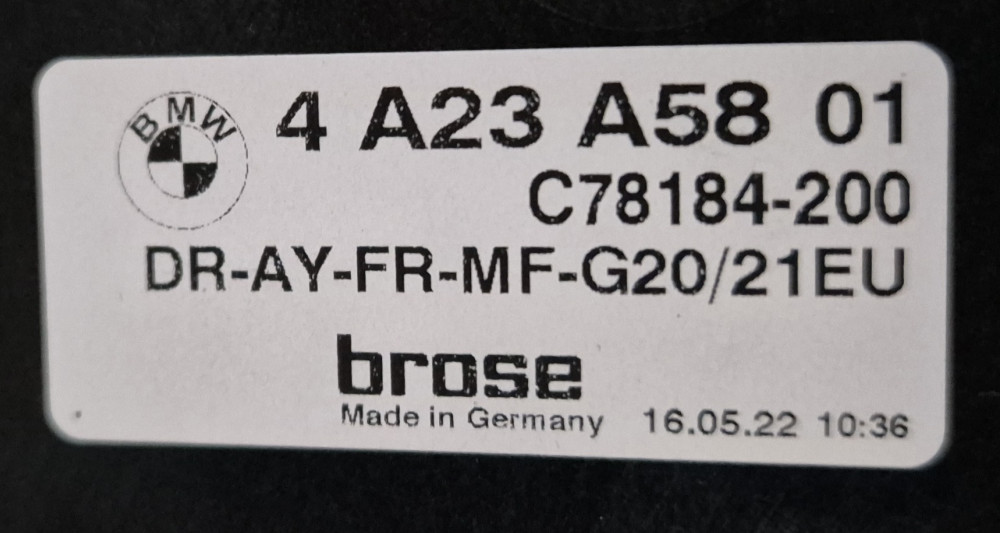 BMW 4 A23 A58 01
C78184-200
DR-AY-FR-MF-G20/21EU
brose
Made in Germany 16.05.22 10:36